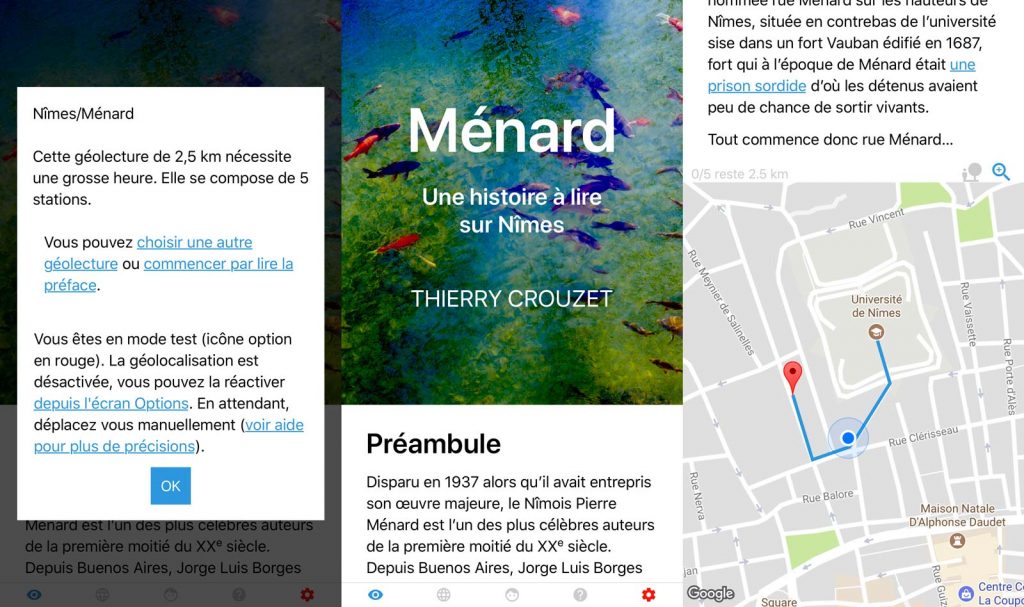 Nîmes/Ménard
Cette géolecture de 2,5 km nécessite
une grosse heure. Elle se compose de 5
stations.
Vous pouvez choisir une autre
géolecture ou commencer par lire la
préface.
Vous êtes en mode test (icône option
en rouge). La géolocalisation est
désactivée, vous pouvez la réactiver
depuis l'écran Options. En attendant,
déplacez vous manuellement (voir aide
pour plus de précisions).
OK
Ménard est l'un des plus célèbres auteurs
de la première moitié du XXe siècle.
Depuis Buenos Aires, Jorge Luis Borges
Ménard
Une histoire à lire
sur Nîmes
THIERRY CROUZET
Préambule
Disparu en 1937 alors qu'il avait entrepris
son œuvre majeure, le Nîmois Pierre
Ménard est l'un des plus célèbres auteurs
de la première moitié du XXe siècle.
Depuis Buenos Aires, Jorge Luis Borges
nommée rue Ménard sur les hauteurs de
Nîmes, située en contrebas de l'université
sise dans un fort Vauban édifié en 1687,
fort qui à l'époque de Ménard était une
prison sordide d'où les détenus avaient
peu de chance de sortir vivants.
Tout commence donc rue Ménard...
0/5 reste 2.5 km
Rue Vincent
Rue Meynier de Salinelles
Université
de Nîmes
Rue Vaissette
Rue Porte d'Alès
Rue Clérisseau
Rue Nerva
Rue Balore
Maison Natale
D'Alphonse Daudet
Rue Guiz
jan
Google
Square
Centre C
La Coupo